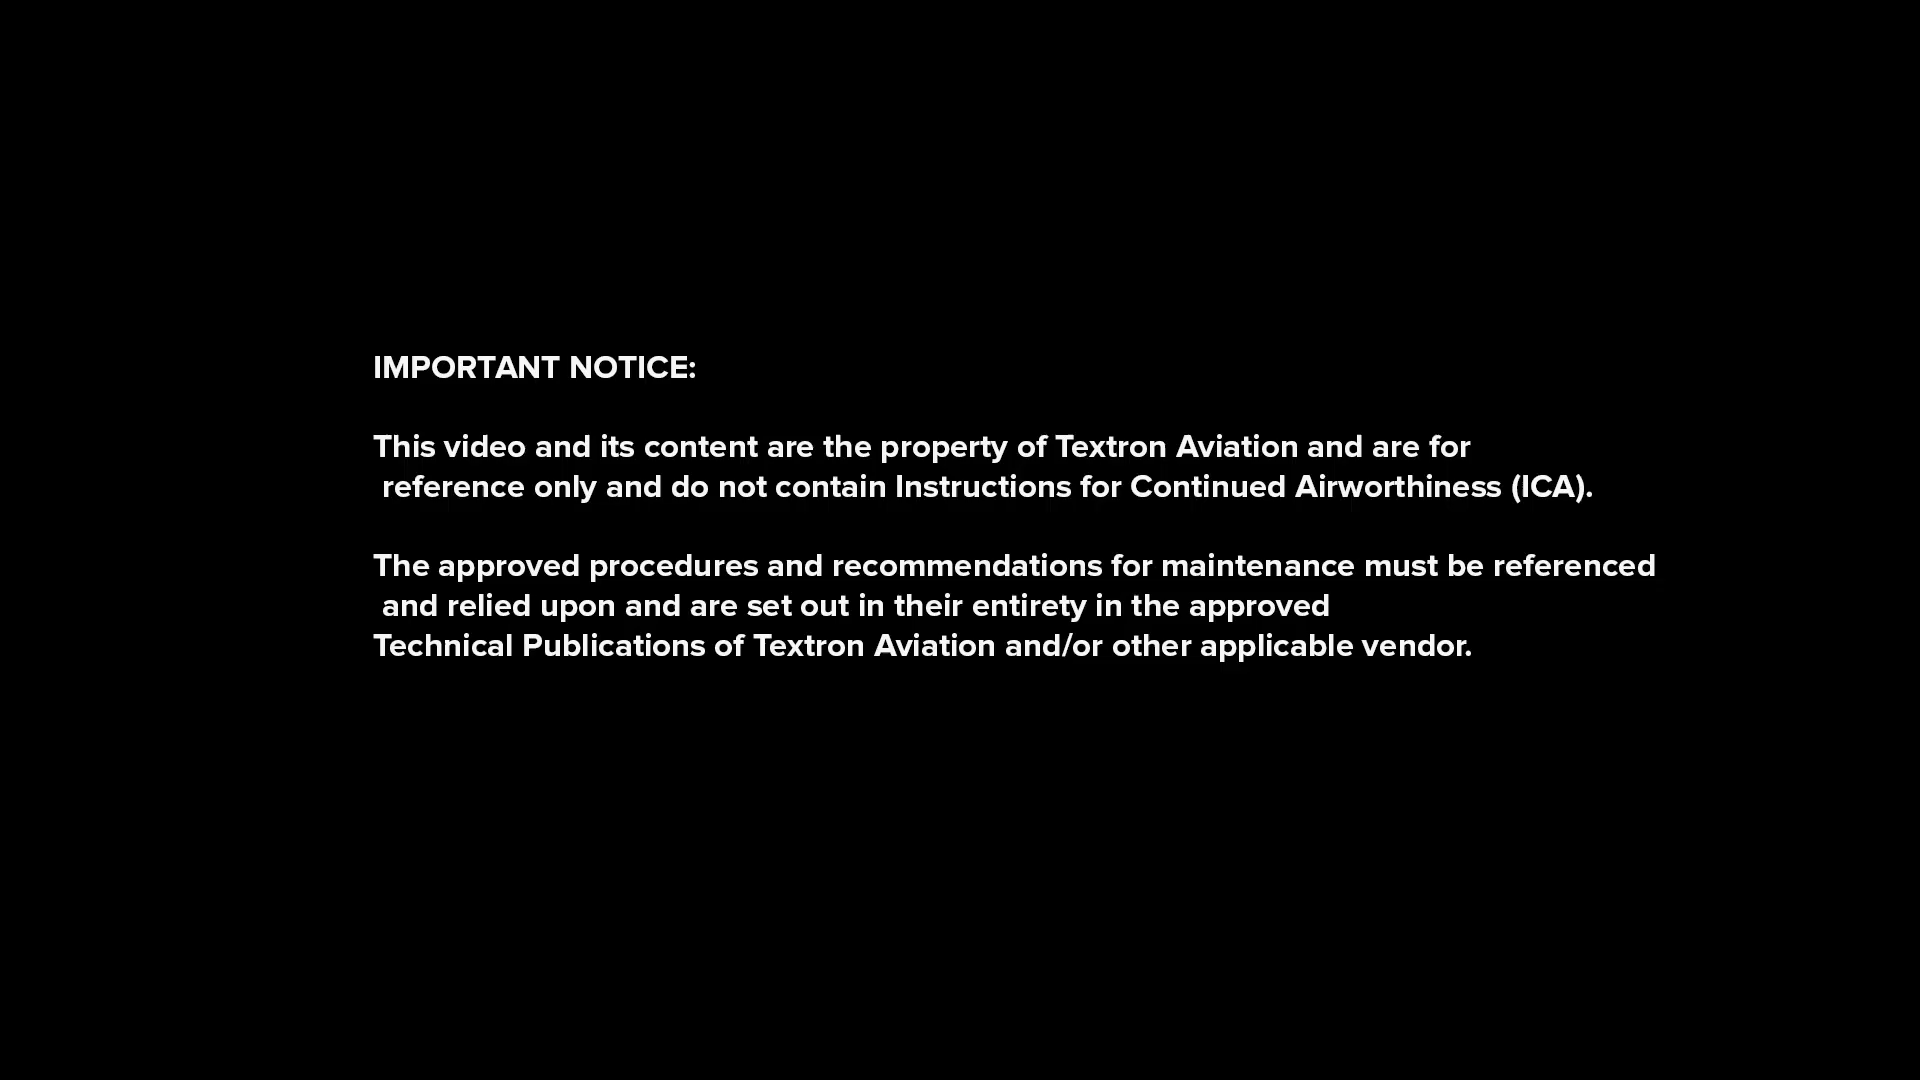 IMPORTANT NOTICE:
This video and its content are the property of Textron Aviation and are for
reference only and do not contain Instructions for Continued Airworthiness (ICA).
The approved procedures and recommendations for maintenance must be referenced
and relied upon and are set out in their entirety in the approved
Technical Publications of Textron Aviation and/or other applicable vendor.